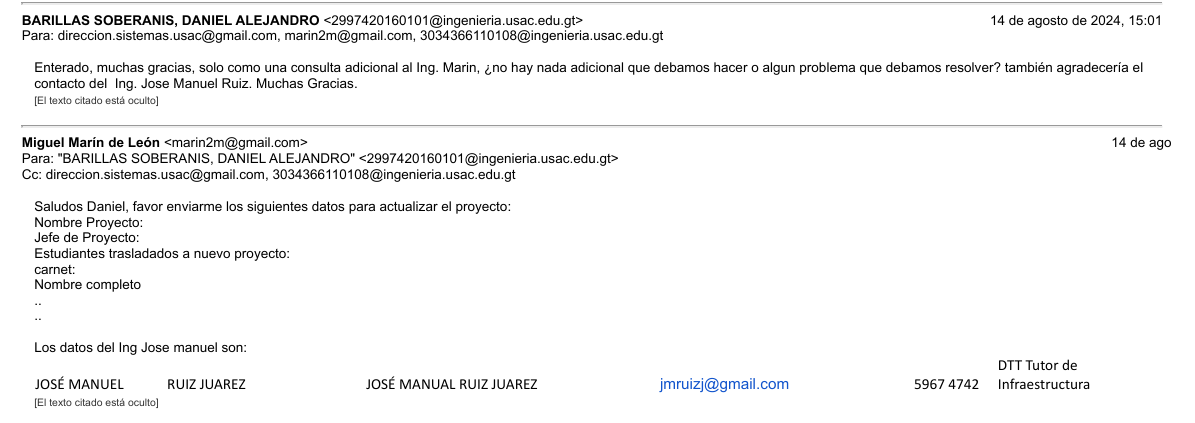 BARILLAS SOBERANIS, DANIEL ALEJANDRO <2997420160101@ingenieria.usac.edu.gt> 14 de agosto de 2024, 15:01
Para: direccion.sistemas.usac@gmail.com, marin2m@gmail.com, 3034366110108@ingenieria.usac.edu.gt
Enterado, muchas gracias, solo como una consulta adicional al Ing. Marin, ¿no hay nada adicional que debamos hacer o algun problema que debamos resolver? también agradecería el
contacto del Ing. Jose Manuel Ruiz. Muchas Gracias.
[El texto citado está oculto]
Miguel Marín de León <marin2m@gmail.com> 14 de ago
Para: "BARILLAS SOBERANIS, DANIEL ALEJANDRO" <2997420160101@ingenieria.usac.edu.gt>
Cc: direccion.sistemas.usac@gmail.com, 3034366110108@ingenieria.usac.edu.gt
Saludos Daniel, favor enviarme los siguientes datos para actualizar el proyecto:
Nombre Proyecto:
Jefe de Proyecto:
Estudiantes trasladados a nuevo proyecto:
carnet:
Nombre completo
..
..
Los datos del Ing Jose manuel son:
DTT Tutor de
JOSÉ MANUEL RUIZ JUAREZ JOSÉ MANUAL RUIZ JUAREZ jmruizj@gmail.com 5967 4742 Infraestructura
[El texto citado está oculto]